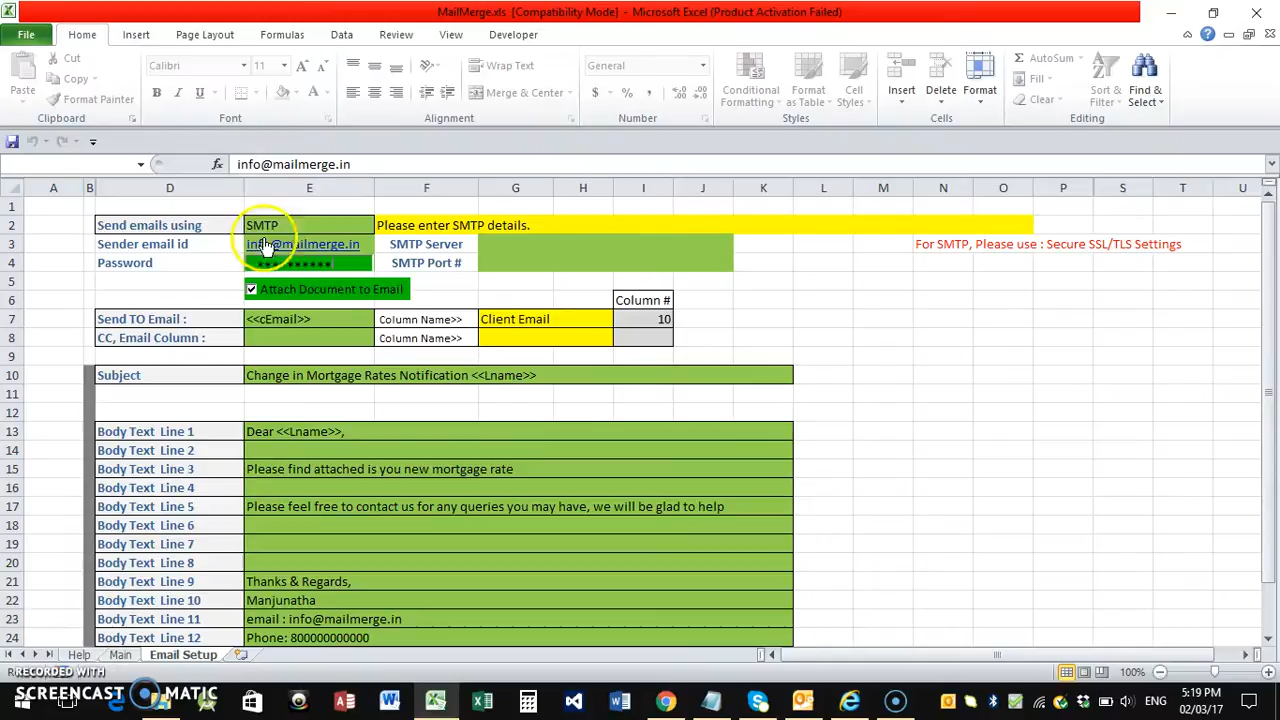 MailMerge.xls [Compatibility Mode] - Microsoft Excel (Product Activation Failed)
File Home Insert Page Layout Formulas Data Review View Developer
Paste Cut Copy Format Painter Clipboard
Calibri 11 B I U A A A Font
Wrap Text Merge & Center Alignment
General $ % , Number
Conditional Formatting Format as Table Cell Styles Styles
Insert Delete Format Cells
Σ AutoSum Fill Clear Sort & Filter Find & Select Editing
fx info@mailmerge.in
A B D E F G H I J K L M N O P Q S T U
1
2 Send emails using SMTP Please enter SMTP details.
3 Sender email id info@mailmerge.in SMTP Server For SMTP, Please use : Secure SSL/TLS Settings
4 Password ********** SMTP Port #
5 Attach Document to Email
6 Column #
7 Send TO Email : <<cEmail>> Column Name>> Client Email 10
8 CC, Email Column : Column Name>>
9
10 Subject Change in Mortgage Rates Notification <<Lname>>
11
12
13 Body Text Line 1 Dear <<Lname>>,
14 Body Text Line 2
15 Body Text Line 3 Please find attached is you new mortgage rate
16 Body Text Line 4
17 Body Text Line 5 Please feel free to contact us for any queries you may have, we will be glad to help
18 Body Text Line 6
19 Body Text Line 7
20 Body Text Line 8
21 Body Text Line 9 Thanks & Regards,
22 Body Text Line 10 Manjunatha
23 Body Text Line 11 email : info@mailmerge.in
24 Body Text Line 12 Phone: 800000000000
Help Main Email Setup
RECORDED WITH 100%
SCREENCAST MATIC
ENG 5:19 PM
02/03/17